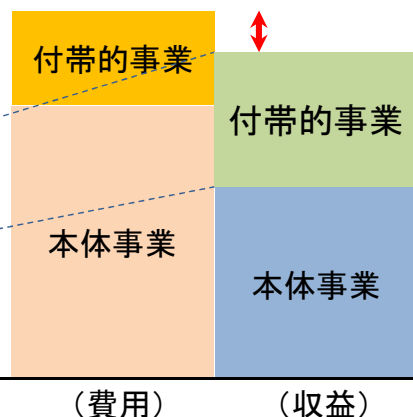 付帯的事業
付帯的事業
本体事業
本体事業
（費用）
（収益）